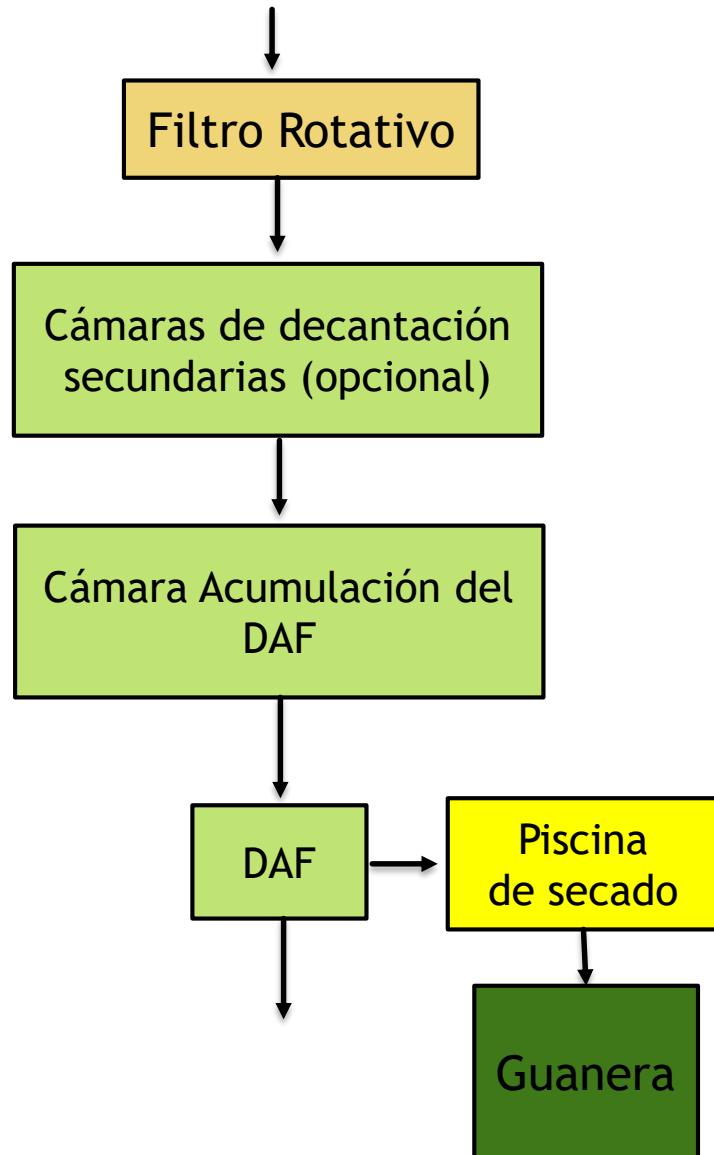 Filtro Rotativo
Cámaras de decantación
secundarias (opcional)
Cámara Acumulación del
DAF
DAF
Piscina
de secado
Guanera